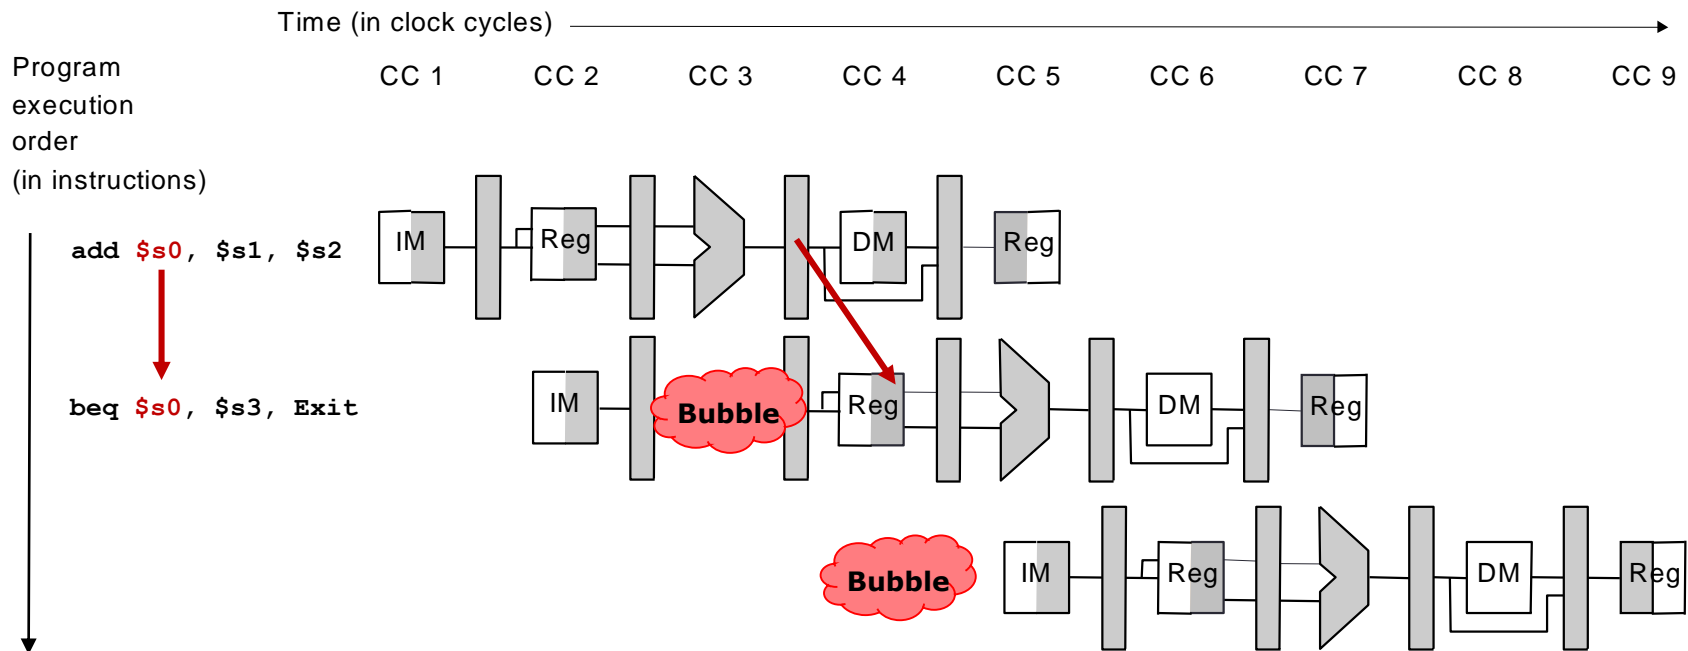 Time (in clock cycles)
Program
execution
order
(in instructions)
CC 1 CC 2 CC 3 CC 4 CC 5 CC 6 CC 7 CC 8 CC 9
add $s0, $s1, $s2
IM Reg DM Reg
beq $s0, $s3, Exit
IM Bubble Reg DM Reg
Bubble IM Reg DM Reg